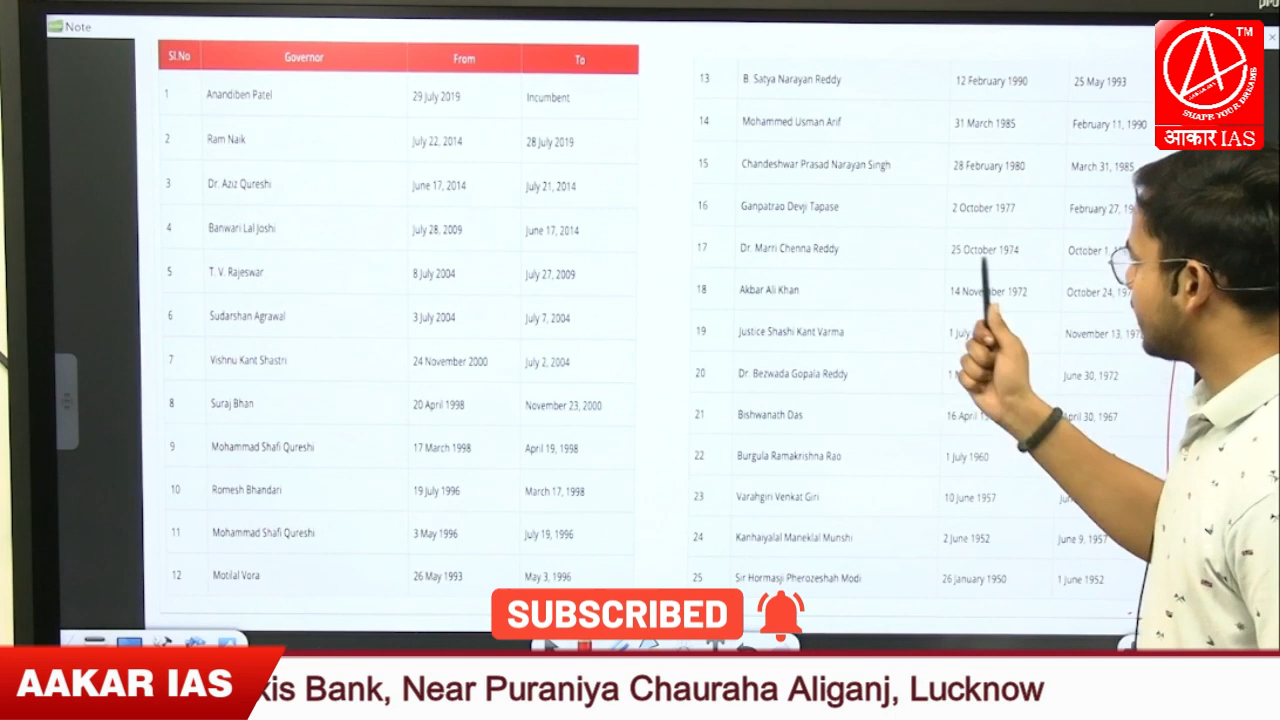 Note
Sl.No Governor From To
1 Anandiben Patel 29 July 2019 Incumbent
2 Ram Naik July 22, 2014 28 July 2019
3 Dr. Aziz Qureshi June 17, 2014 July 21, 2014
4 Banwari Lal Joshi July 28, 2009 June 17, 2014
5 T. V. Rajeswar 8 July 2004 July 27, 2009
6 Sudarshan Agrawal 3 July 2004 July 7, 2004
7 Vishnu Kant Shastri 24 November 2000 July 2, 2004
8 Suraj Bhan 20 April 1998 November 23, 2000
9 Mohammad Shafi Qureshi 17 March 1998 April 19, 1998
10 Romesh Bhandari 19 July 1996 March 17, 1998
11 Mohammad Shafi Qureshi 3 May 1996 July 19, 1996
12 Motilal Vora 26 May 1993 May 3, 1996
13 B. Satya Narayan Reddy 12 February 1990 25 May 1993
14 Mohammed Usman Arif 31 March 1985 February 11, 1990
15 Chandeshwar Prasad Narayan Singh 28 February 1980 March 31, 1985
16 Ganpatrao Devji Tapase 2 October 1977 February 27,
17 Dr. Marri Chenna Reddy 25 October 1974 October 1,
18 Akbar Ali Khan 14 November 1972 October 24,
19 Justice Shashi Kant Varma 1 July November 13,
20 Dr. Bezwada Gopala Reddy 1 June 30, 1972
21 Bishwanath Das 16 April April 30, 1967
22 Burgula Ramakrishna Rao 1 July 1960
23 Varahgiri Venkat Giri 10 June 1957
24 Kanhaiyalal Maneklal Munshi 2 June 1952 June 9, 1957
25 Sir Hormasji Pherozeshah Modi 26 January 1950 1 June 1952
TM
SHAPE YOUR DREAMS
आकार IAS
SUBSCRIBED
AAKAR IAS
xis Bank, Near Puraniya Chauraha Aliganj, Lucknow